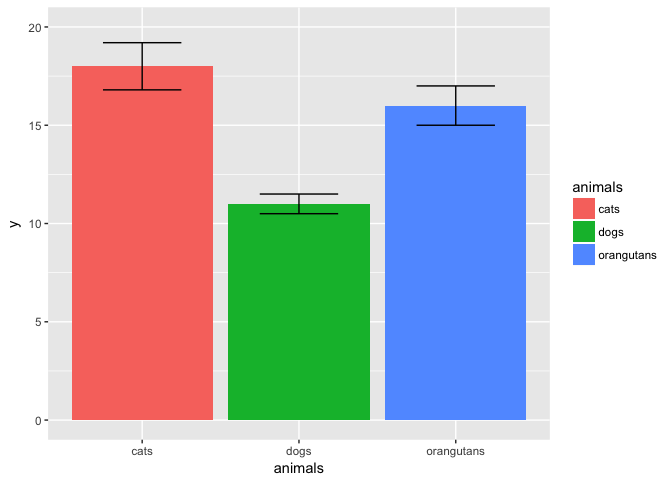 20
15
10
5
0
y
cats dogs orangutans
animals
animals
cats
dogs
orangutans